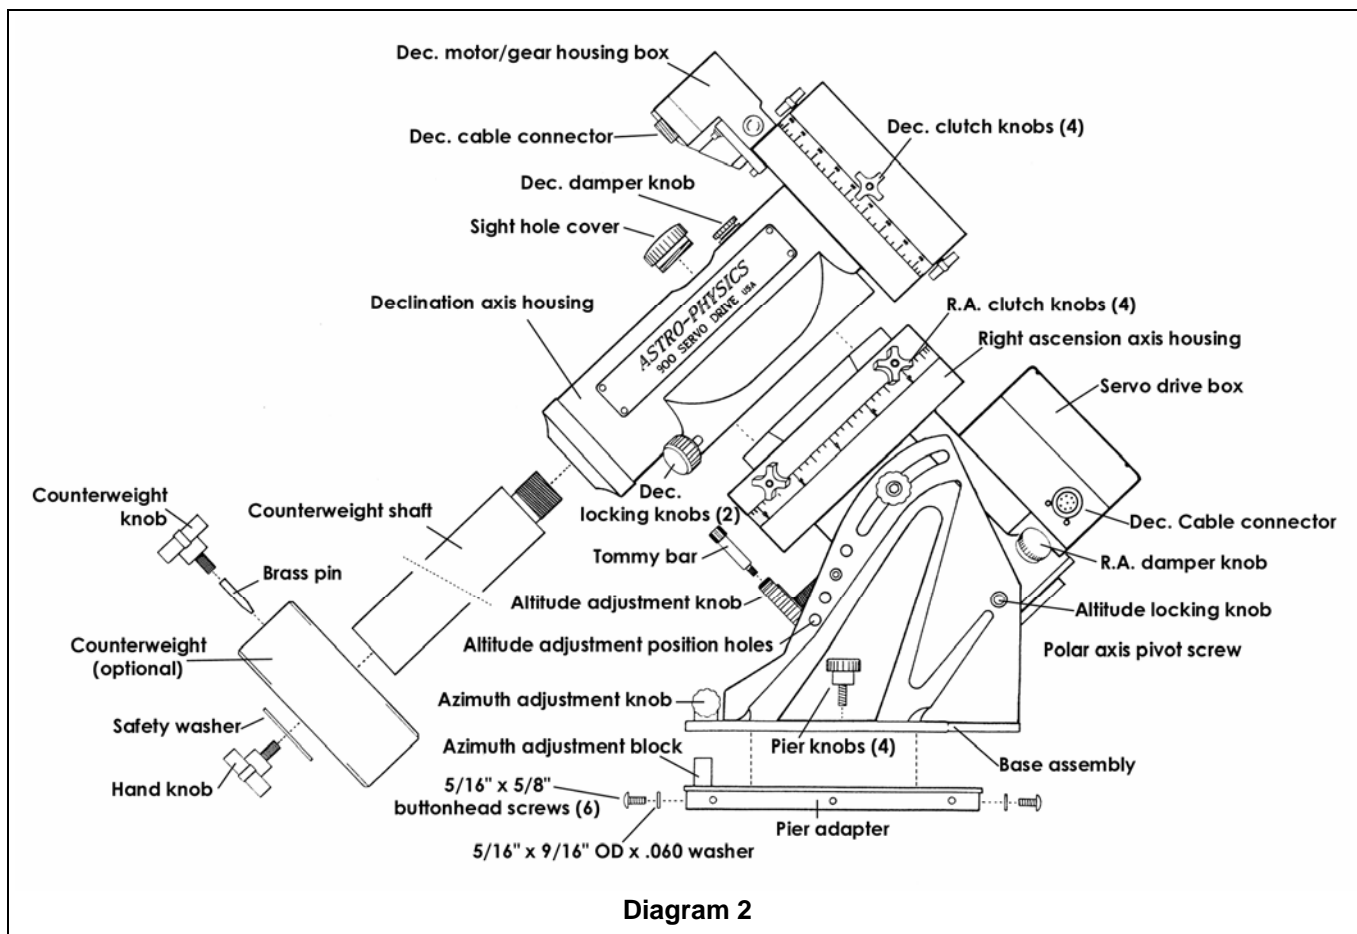 Dec. motor/gear housing box
Dec. cable connector
Dec. clutch knobs (4)
Dec. damper knob
Sight hole cover
Declination axis housing
ASTRO-PHYSICS
900 SERVO DRIVE USA
R.A. clutch knobs (4)
Right ascension axis housing
Servo drive box
Counterweight
knob
Counterweight shaft
Dec.
locking knobs (2)
Dec. Cable connector
Tommy bar
R.A. damper knob
Brass pin
Altitude adjustment knob
Altitude locking knob
Counterweight
(optional)
Altitude adjustment position holes
Polar axis pivot screw
Azimuth adjustment knob
Safety washer
Azimuth adjustment block
Pier knobs (4)
Base assembly
Hand knob
5/16" x 5/8"
buttonhead screws (6)
Pier adapter
5/16" x 9/16" OD x .060 washer
Diagram 2